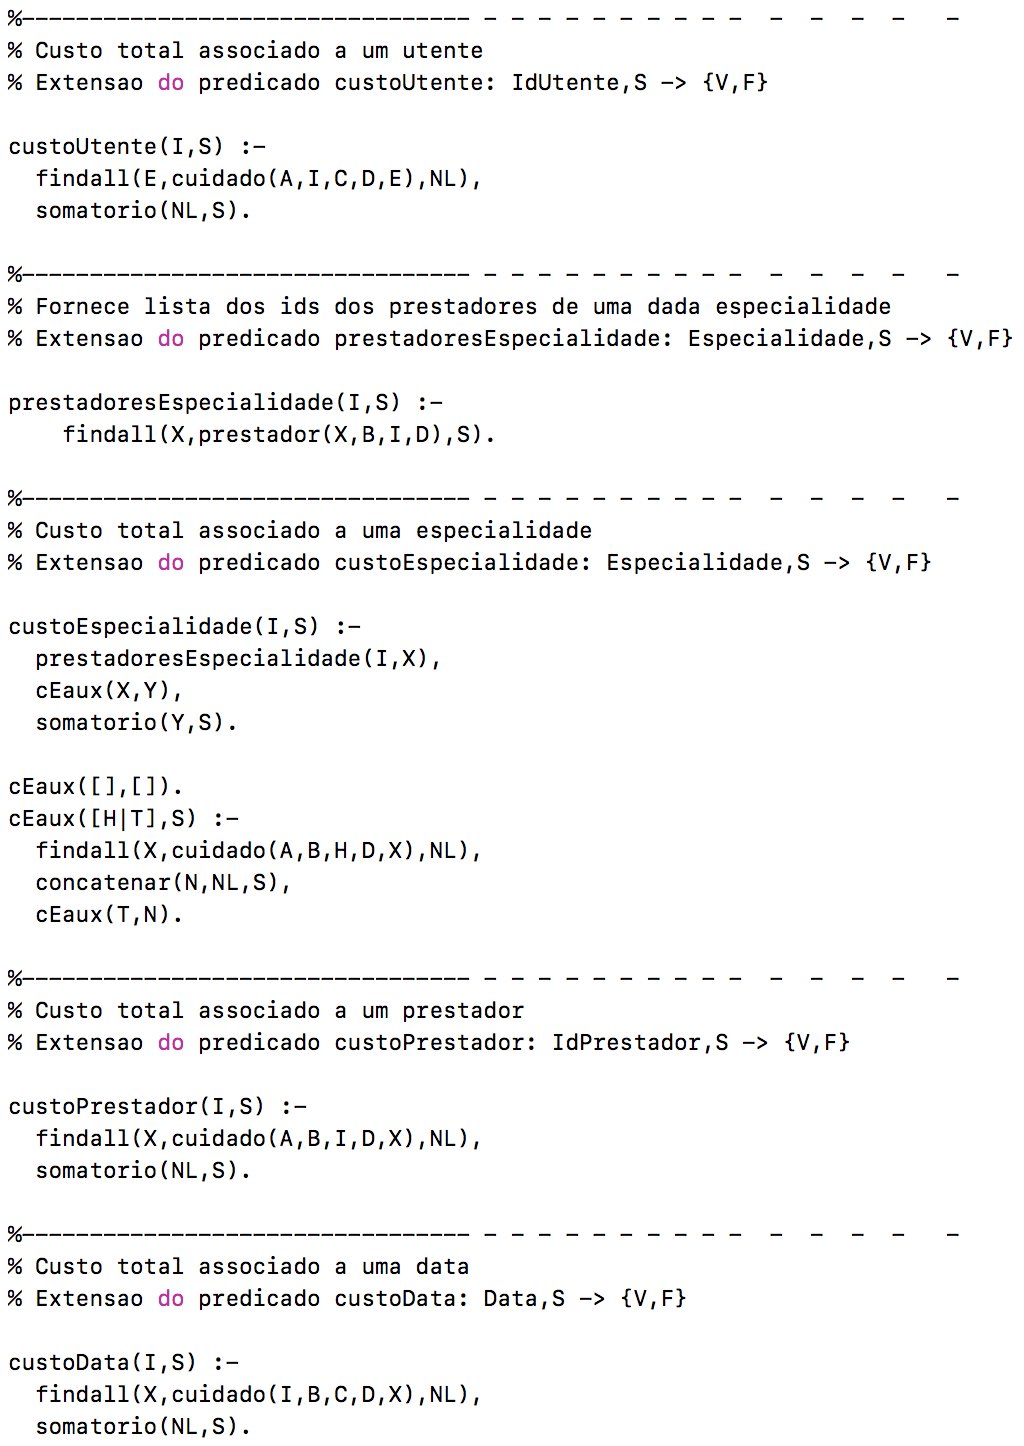 %--------------------------------- - - - - - - - - - -  -  -  -  -   -
% Custo total associado a um utente
% Extensao do predicado custoUtente: IdUtente,S -> {V,F}

custoUtente(I,S) :-
  findall(E,cuidado(A,I,C,D,E),NL),
  somatorio(NL,S).

%--------------------------------- - - - - - - - - - -  -  -  -  -   -
% Fornece lista dos ids dos prestadores de uma dada especialidade
% Extensao do predicado prestadoresEspecialidade: Especialidade,S -> {V,F}

prestadoresEspecialidade(I,S) :-
    findall(X,prestador(X,B,I,D),S).

%--------------------------------- - - - - - - - - - -  -  -  -  -   -
% Custo total associado a uma especialidade
% Extensao do predicado custoEspecialidade: Especialidade,S -> {V,F}

custoEspecialidade(I,S) :-
  prestadoresEspecialidade(I,X),
  cEaux(X,Y),
  somatorio(Y,S).

cEaux([],[]).
cEaux([H|T],S) :-
  findall(X,cuidado(A,B,H,D,X),NL),
  concatenar(N,NL,S),
  cEaux(T,N).

%--------------------------------- - - - - - - - - - -  -  -  -  -   -
% Custo total associado a um prestador
% Extensao do predicado custoPrestador: IdPrestador,S -> {V,F}

custoPrestador(I,S) :-
  findall(X,cuidado(A,B,I,D,X),NL),
  somatorio(NL,S).

%--------------------------------- - - - - - - - - - -  -  -  -  -   -
% Custo total associado a uma data
% Extensao do predicado custoData: Data,S -> {V,F}

custoData(I,S) :-
  findall(X,cuidado(I,B,C,D,X),NL),
  somatorio(NL,S).